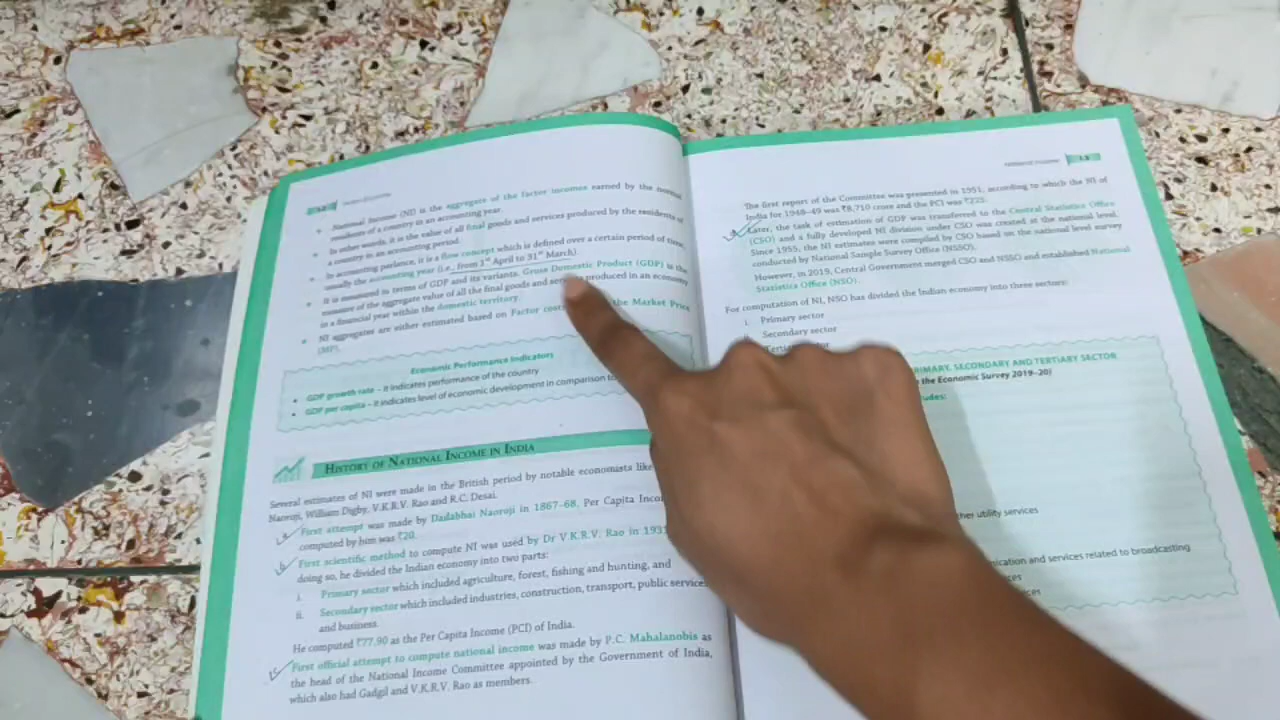 National Income (NI) is the aggregate of the factor incomes earned by the normal
residents of a country in an accounting year.
In other words, it is the value of all final goods and services produced by the residents of
a country in an accounting period.
In accounting parlance, it is a flow concept which is defined over a certain period of time,
usually the accounting year (i.e., from 1st April to 31st March).
It is measured in terms of GDP and its variants. Gross Domestic Product (GDP) is the
measure of the aggregate value of all the final goods and produced in an economy
in a financial year within the domestic territory.
NI aggregates are either estimated based on Factor cost the Market Price
(MP).
Economic Performance Indicators
• GDP growth rate – it indicates performance of the country
• GDP per capita – it indicates level of economic development in comparison to
HISTORY OF NATIONAL INCOME IN INDIA
Several estimates of NI were made in the British period by notable economists like
Naoroji, William Digby, V.K.R.V. Rao and R.C. Desai.
First attempt was made by Dadabhai Naoroji in 1867–68. Per Capita
computed by him was ₹20.
First scientific method to compute NI was used by Dr V.K.R.V. Rao in 1931
doing so, he divided the Indian economy into two parts:
i. Primary sector which included agriculture, forest, fishing and hunting, and
ii. Secondary sector which included industries, construction, transport, public services
and business.
He computed ₹77.90 as the Per Capita Income (PCI) of India.
First official attempt to compute national income was made by P.C. Mahalanobis as
the head of the National Income Committee appointed by the Government of India,
which also had Gadgil and V.K.R.V. Rao as members.
The first report of the Committee was presented in 1951, according to which the NI of
India for 1948–49 was ₹8,710 crore and the PCI was ₹225.
Later, the task of estimation of GDP was transferred to the Central Statistics Office
(CSO) and a fully developed NI division under CSO was created at the national level.
Since 1955, the NI estimates were compiled by CSO based on the national level survey
conducted by National Sample Survey Office (NSSO).
However, in 2019, Central Government merged CSO and NSSO and established National
Statistics Office (NSO).
For computation of NI, NSO has divided the Indian economy into three sectors:
i. Primary sector
Secondary sector
PRIMARY, SECONDARY AND TERTIARY SECTOR
the Economic Survey 2019–20)
utility services
and services related to broadcasting